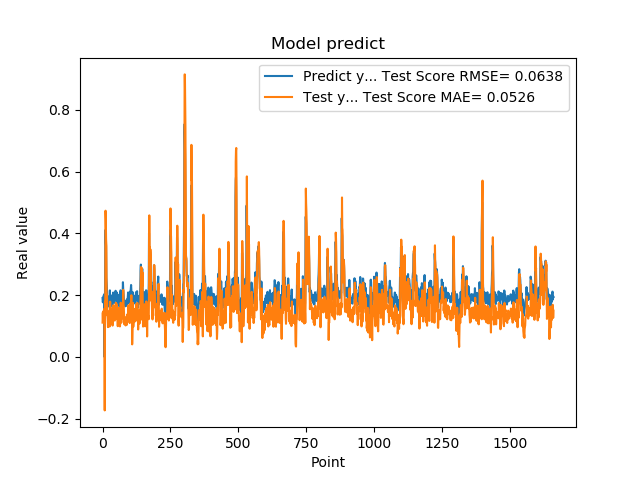 Model predict
Predict y... Test Score RMSE= 0.0638
Test y... Test Score MAE= 0.0526
Real value
0.8
0.6
0.4
0.2
0.0
−0.2
0 250 500 750 1000 1250 1500
Point